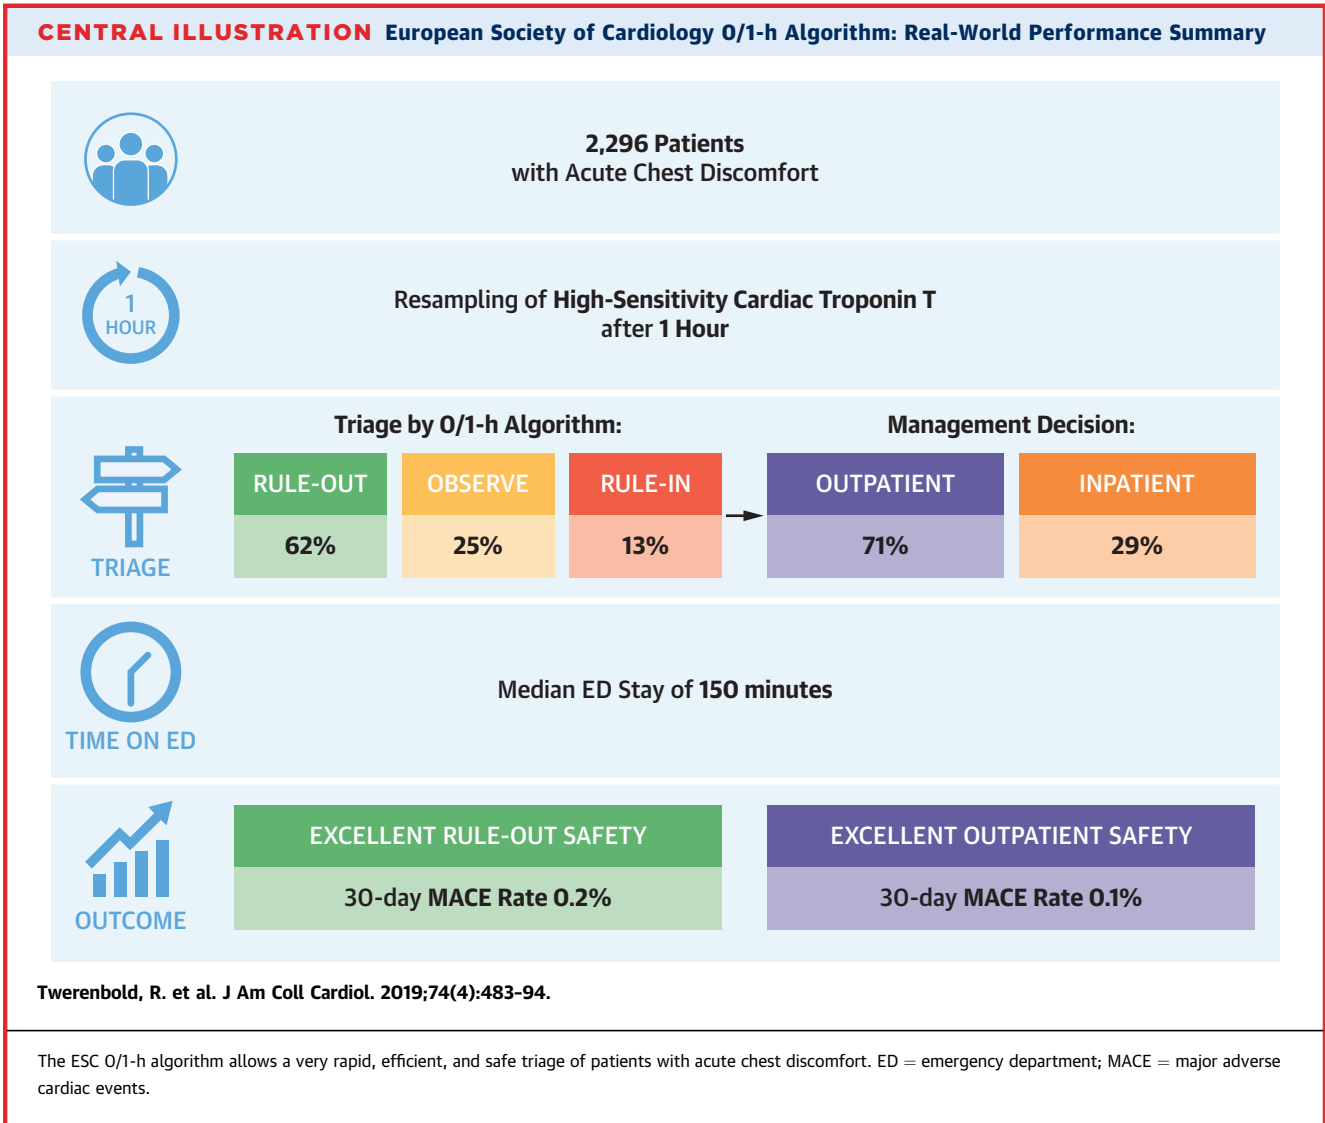 CENTRAL ILLUSTRATION European Society of Cardiology 0/1-h Algorithm: Real-World Performance Summary
2,296 Patients
with Acute Chest Discomfort
1
HOUR
Resampling of High-Sensitivity Cardiac Troponin T
after 1 Hour
Triage by 0/1-h Algorithm:
Management Decision:
RULE-OUT
OBSERVE
RULE-IN
OUTPATIENT
INPATIENT
62%
25%
13%
71%
29%
TRIAGE
Median ED Stay of 150 minutes
TIME ON ED
EXCELLENT RULE-OUT SAFETY
EXCELLENT OUTPATIENT SAFETY
30-day MACE Rate 0.2%
30-day MACE Rate 0.1%
OUTCOME
Twerenbold, R. et al. J Am Coll Cardiol. 2019;74(4):483–94.
The ESC 0/1-h algorithm allows a very rapid, efficient, and safe triage of patients with acute chest discomfort. ED = emergency department; MACE = major adverse
cardiac events.